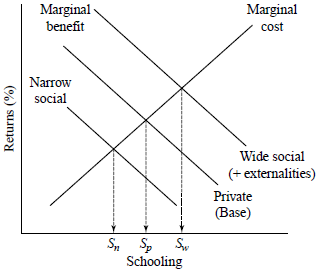 Marginal
benefit
Marginal
cost
Narrow
social
Returns (%)
Wide social
(+ externalities)
Private
(Base)
Sn Sp Sw
Schooling